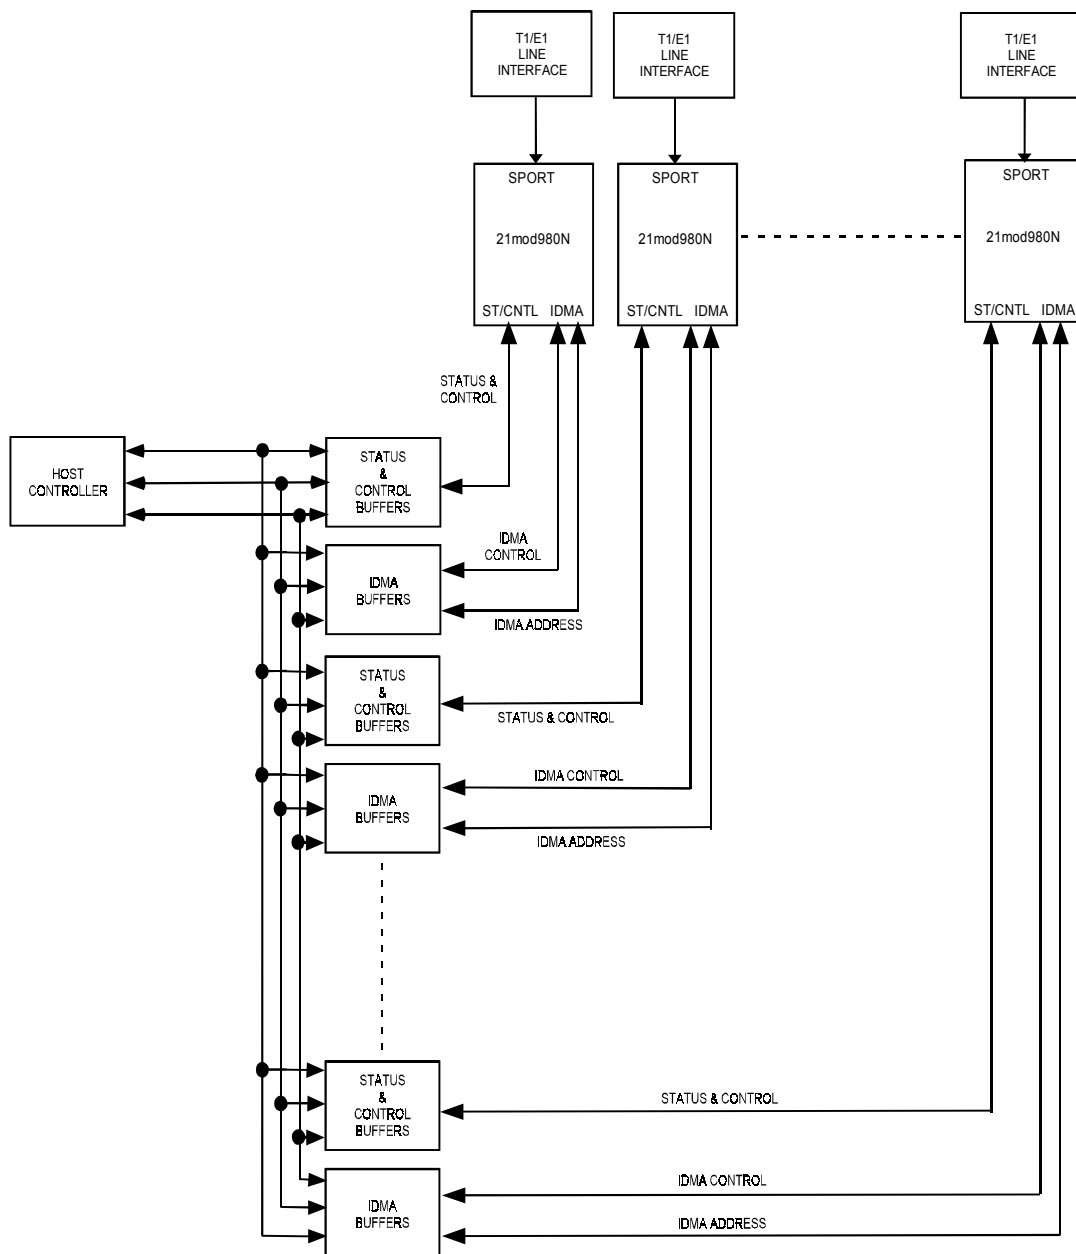 T1/E1
LINE
INTERFACE
T1/E1
LINE
INTERFACE
T1/E1
LINE
INTERFACE
SPORT
21mod980N
ST/CNTL IDMA
SPORT
21mod980N
ST/CNTL IDMA
SPORT
21mod980N
ST/CNTL IDMA
STATUS &
CONTROL
HOST
CONTROLLER
STATUS
&
CONTROL
BUFFERS
IDMA
CONTROL
IDMA
BUFFERS
IDMA ADDRESS
STATUS
&
CONTROL
BUFFERS
STATUS & CONTROL
IDMA CONTROL
IDMA
BUFFERS
IDMA ADDRESS
STATUS
&
CONTROL
BUFFERS
STATUS & CONTROL
IDMA CONTROL
IDMA
BUFFERS
IDMA ADDRESS